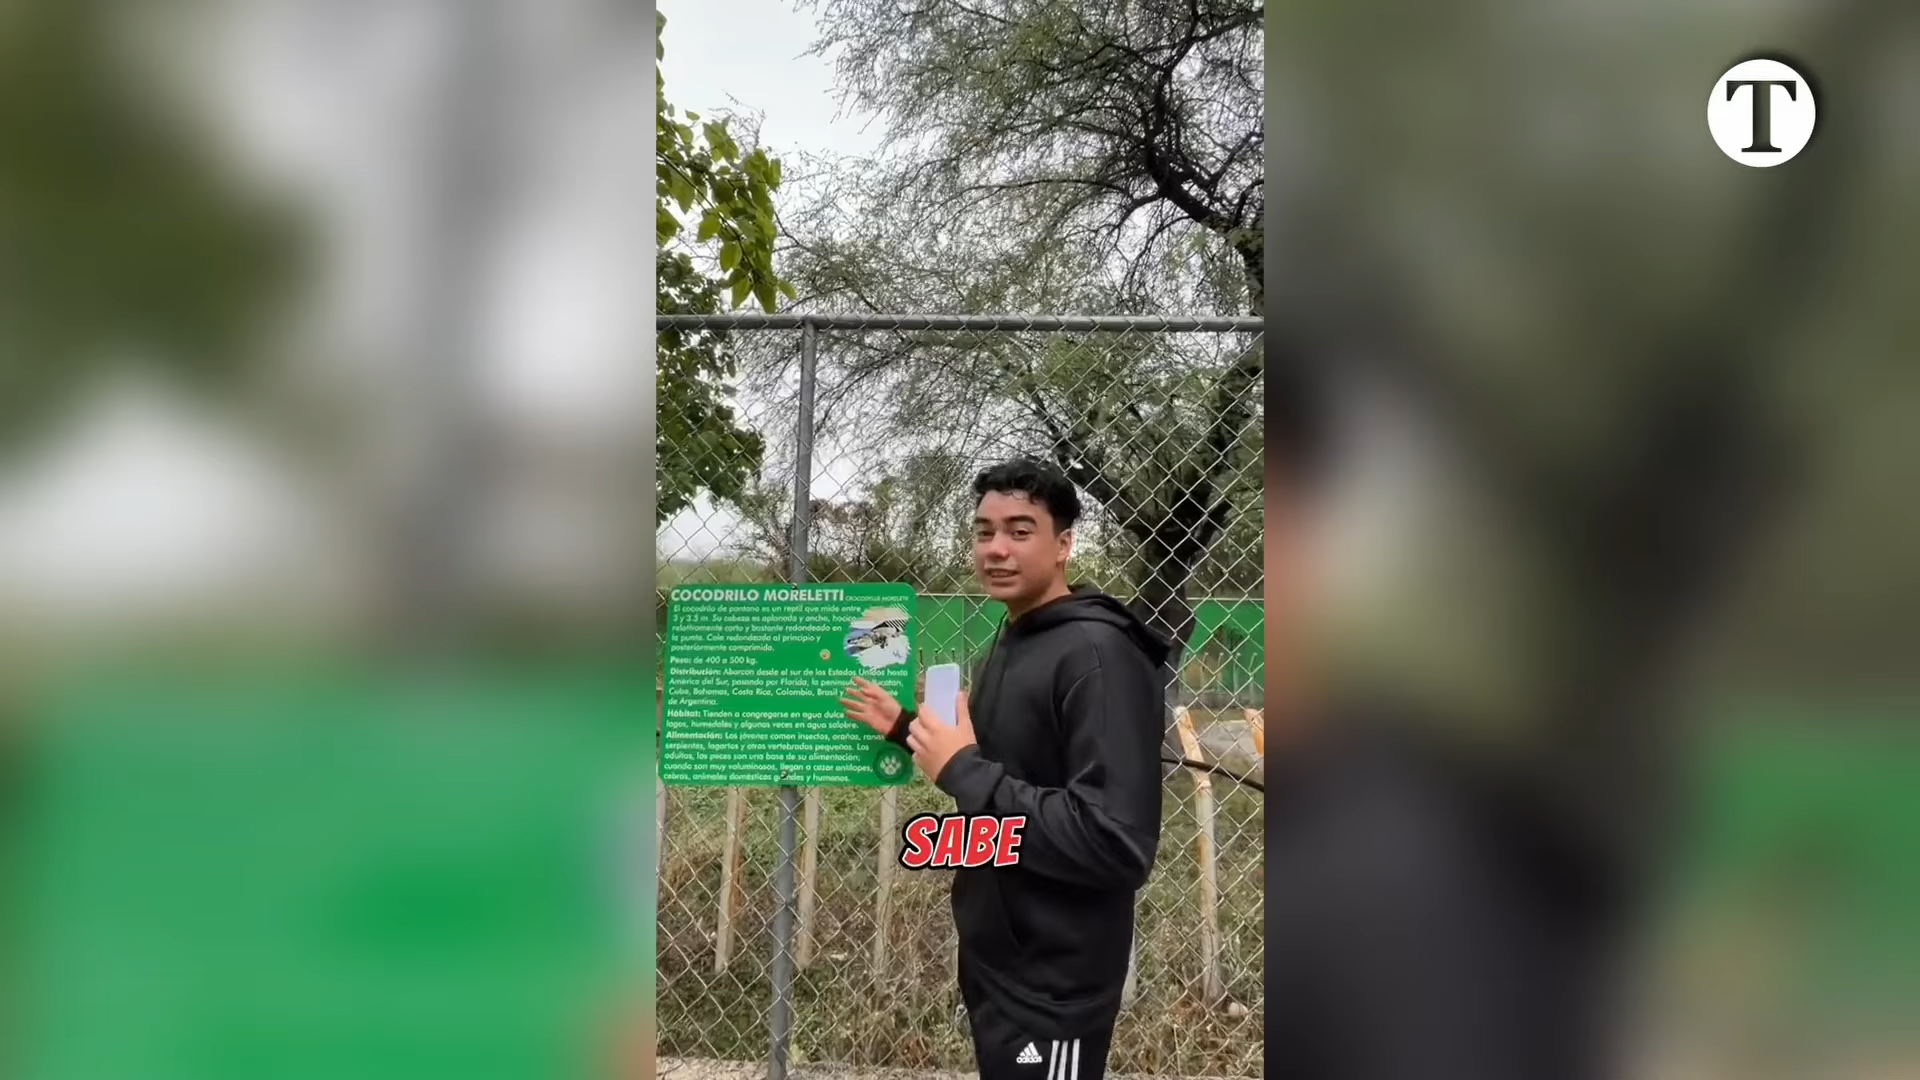 T
COCODRILO MORELETTI CROCODYLUS MORELETII
El cocodrilo de pantano es un reptil que mide entre
3 y 3.5 m. Su cabeza es aplanada y ancha, hocico
relativamente corto y bastante redondeado en
la punta. Cola redondeada al principio y
posteriormente comprimida.
Peso: de 400 a 500 kg.
Distribución: Abarcan desde el sur de los Estados Unidos hasta
América del Sur, pasando por Florida, la península Yucatán,
Cuba, Bahamas, Costa Rica, Colombia, Brasil y
de Argentina.
Hábitat: Tienden a congregarse en agua dulce
lagos, humedales y algunas veces en agua salobre.
Alimentación: Los jóvenes comen insectos, arañas, ranas
serpientes, lagartos y otros vertebrados pequeños. Los
adultos, los peces son una base de su alimentación;
cuando son muy voluminosos, llegan a cazar antílopes,
cebras, animales domésticos grandes y humanos.
SABE
adidas